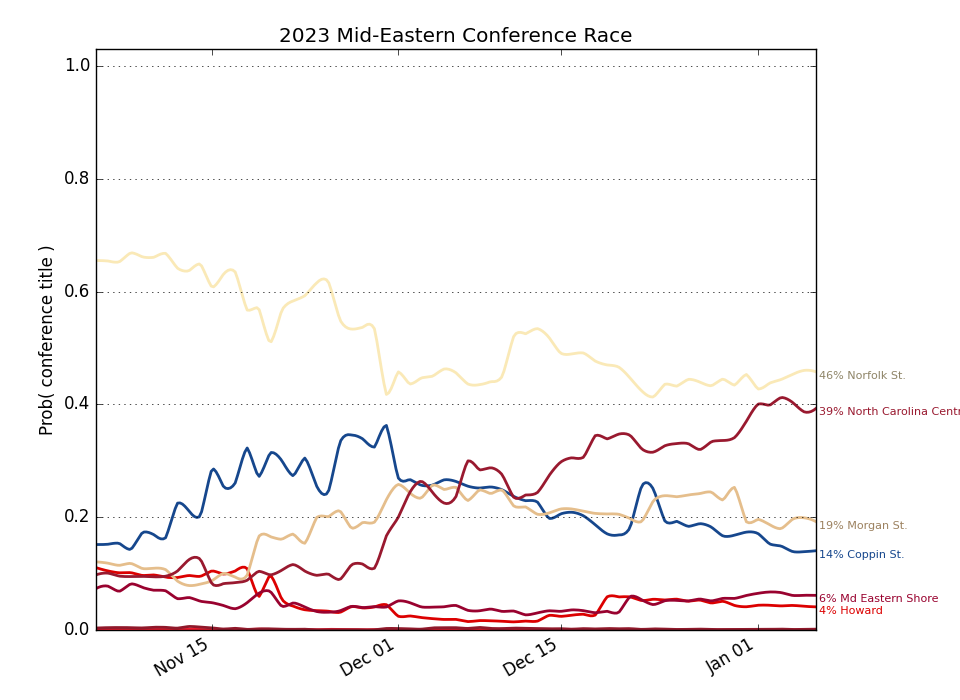 2023 Mid-Eastern Conference Race
Prob( conference title )
1.0
0.8
0.6
0.4
0.2
0.0
Nov 15
Dec 01
Dec 15
Jan 01
46% Norfolk St.
39% North Carolina Centr
19% Morgan St.
14% Coppin St.
6% Md Eastern Shore
4% Howard